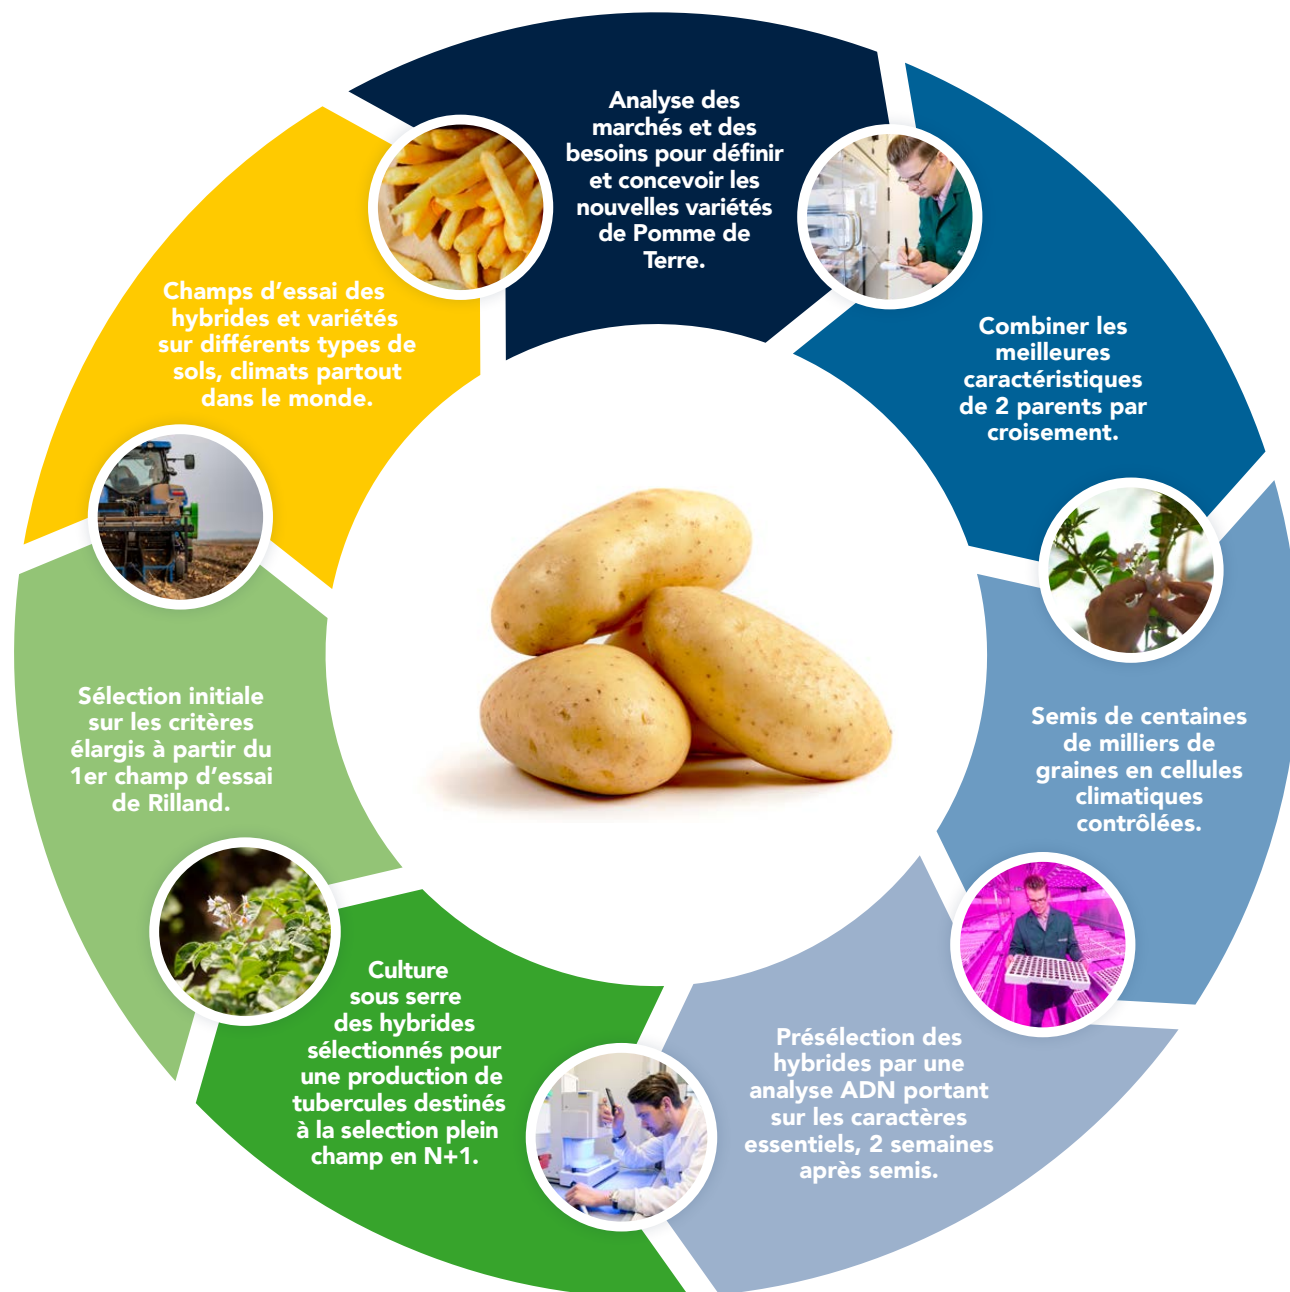 Analyse des
marchés et des
besoins pour définir
et concevoir les
nouvelles variétés
de Pomme de
Terre.
Combiner les
meilleures
caractéristiques
de 2 parents par
croisement.
Semis de centaines
de milliers de
graines en cellules
climatiques
contrôlées.
Présélection des
hybrides par une
analyse ADN portant
sur les caractères
essentiels, 2 semaines
après semis.
Culture
sous serre
des hybrides
sélectionnés pour
une production de
tubercules destinés
à la selection plein
champ en N+1.
Sélection initiale
sur les critères
élargis à partir du
1er champ d’essai
de Rilland.
Champs d’essai des
hybrides et variétés
sur différents types de
sols, climats partout
dans le monde.